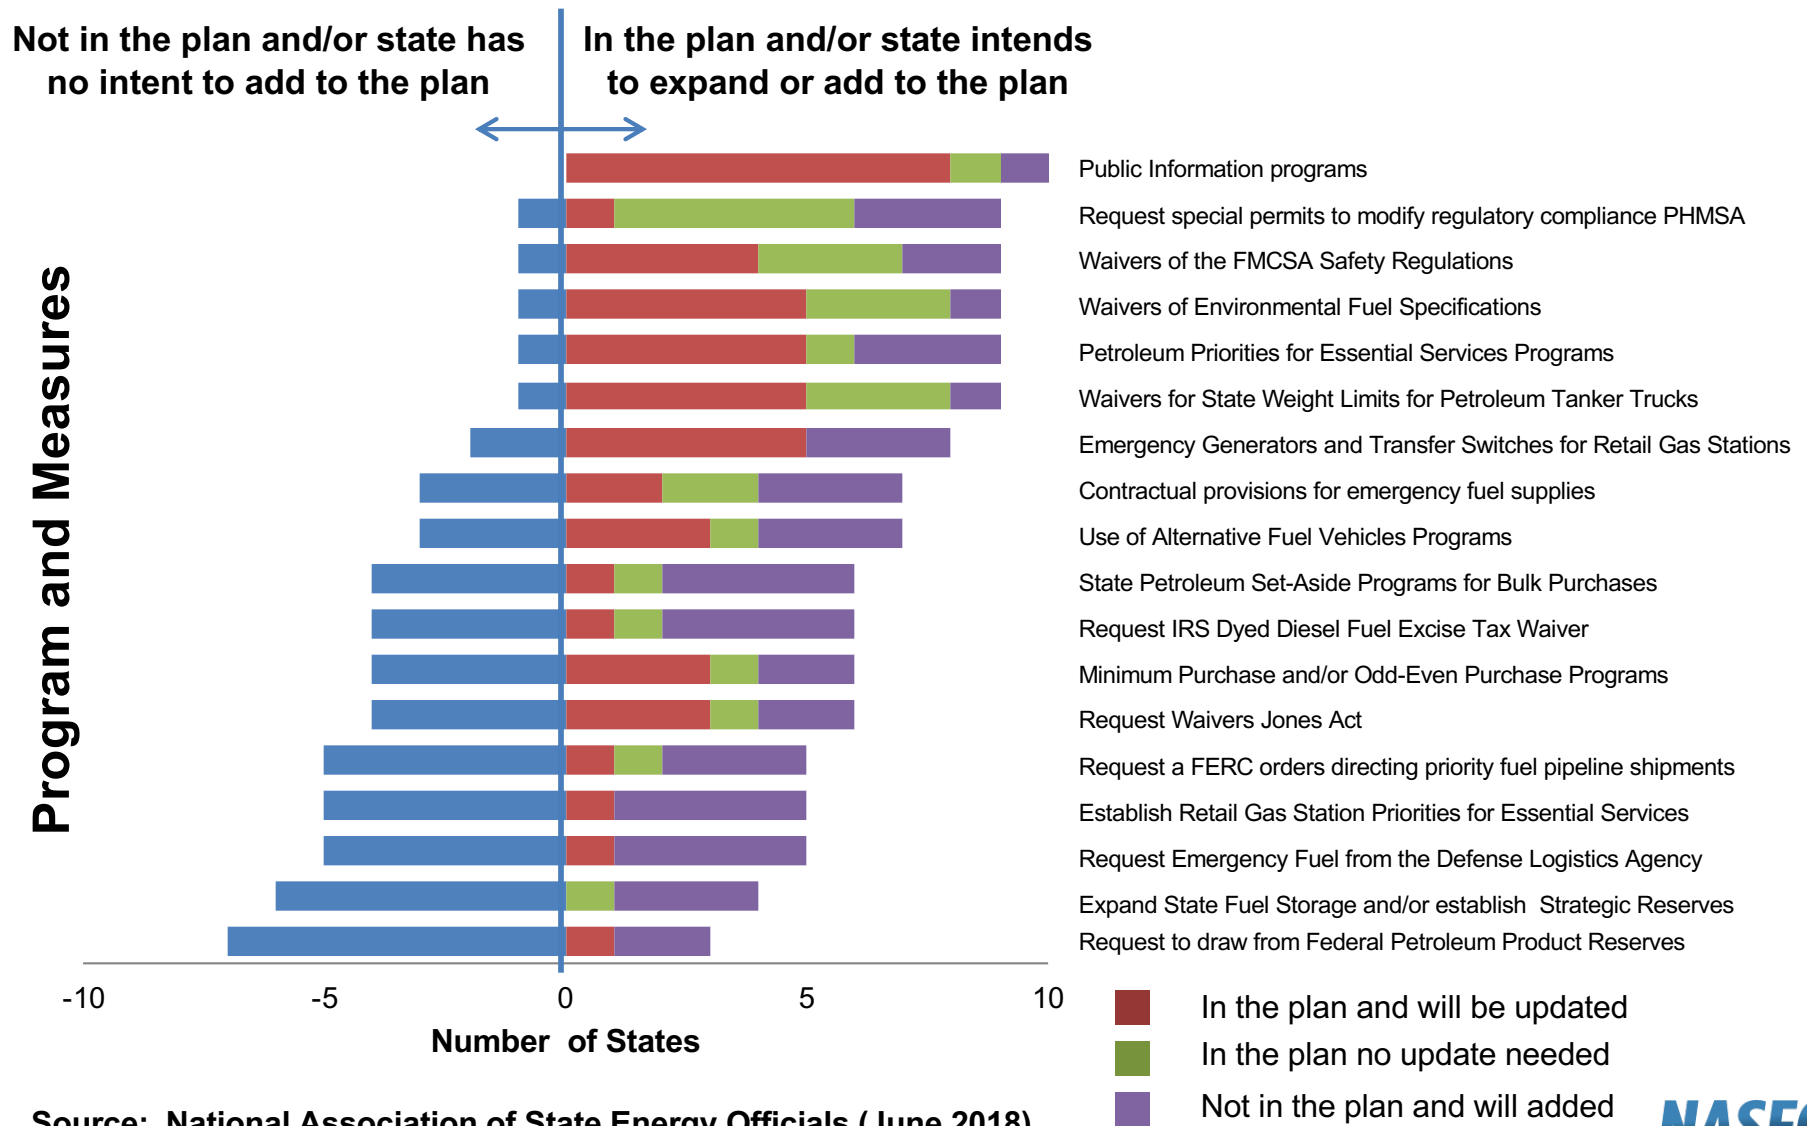 Not in the plan and/or state has
no intent to add to the plan
In the plan and/or state intends
to expand or add to the plan
Program and Measures
Public Information programs
Request special permits to modify regulatory compliance PHMSA
Waivers of the FMCSA Safety Regulations
Waivers of Environmental Fuel Specifications
Petroleum Priorities for Essential Services Programs
Waivers for State Weight Limits for Petroleum Tanker Trucks
Emergency Generators and Transfer Switches for Retail Gas Stations
Contractual provisions for emergency fuel supplies
Use of Alternative Fuel Vehicles Programs
State Petroleum Set-Aside Programs for Bulk Purchases
Request IRS Dyed Diesel Fuel Excise Tax Waiver
Minimum Purchase and/or Odd-Even Purchase Programs
Request Waivers Jones Act
Request a FERC orders directing priority fuel pipeline shipments
Establish Retail Gas Station Priorities for Essential Services
Request Emergency Fuel from the Defense Logistics Agency
Expand State Fuel Storage and/or establish Strategic Reserves
Request to draw from Federal Petroleum Product Reserves
-10 -5 0 5 10
Number of States
In the plan and will be updated
In the plan no update needed
Not in the plan and will added
Source: National Association of State Energy Officials (June 2018)